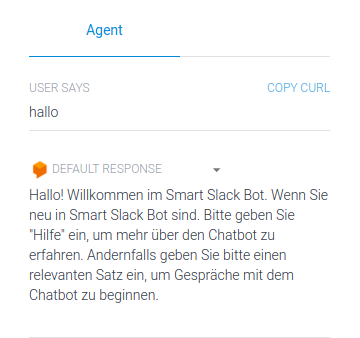 Agent
USER SAYS COPY CURL
hallo
DEFAULT RESPONSE
Hallo! Willkommen im Smart Slack Bot. Wenn Sie
neu in Smart Slack Bot sind. Bitte geben Sie
"Hilfe" ein, um mehr über den Chatbot zu
erfahren. Andernfalls geben Sie bitte einen
relevanten Satz ein, um Gespräche mit dem
Chatbot zu beginnen.